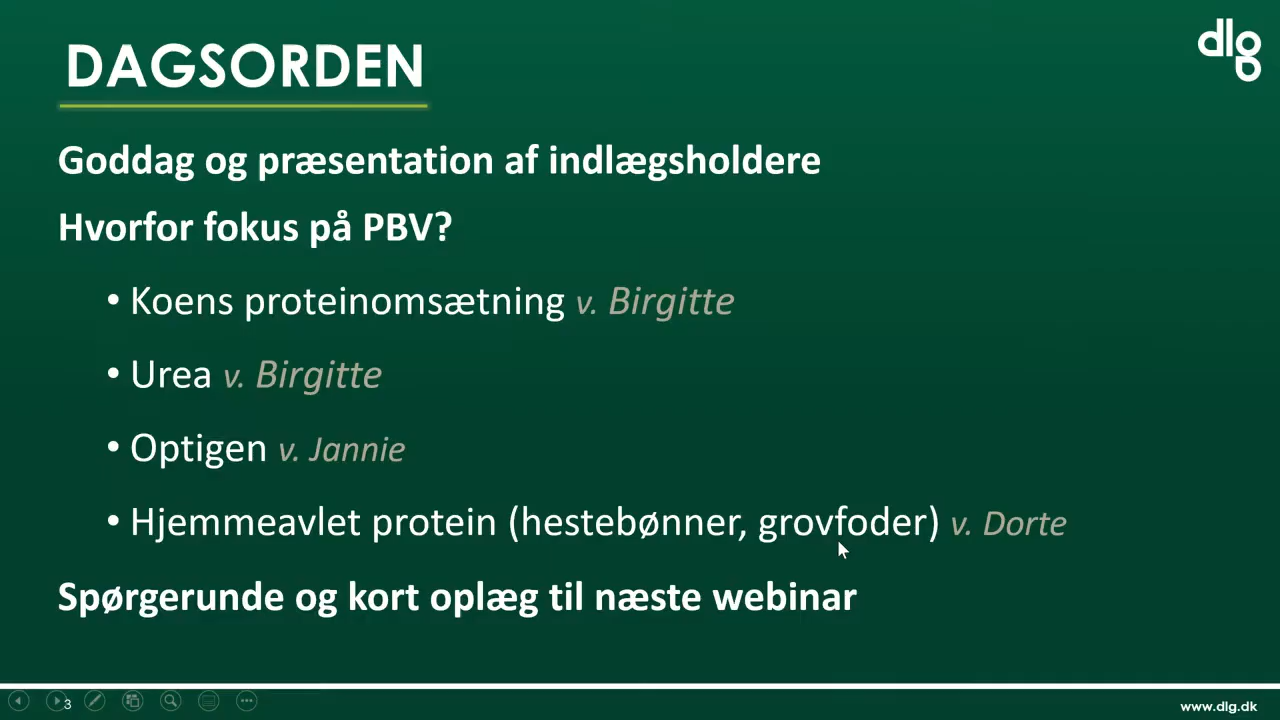 DAGSORDEN
dlg
Goddag og præsentation af indlægsholdere
Hvorfor fokus på PBV?
• Koens proteinomsætning v. Birgitte
• Urea v. Birgitte
• Optigen v. Jannie
• Hjemmeavlet protein (hestebønner, grovfoder) v. Dorte
Spørgerunde og kort oplæg til næste webinar
3
www.dlg.dk